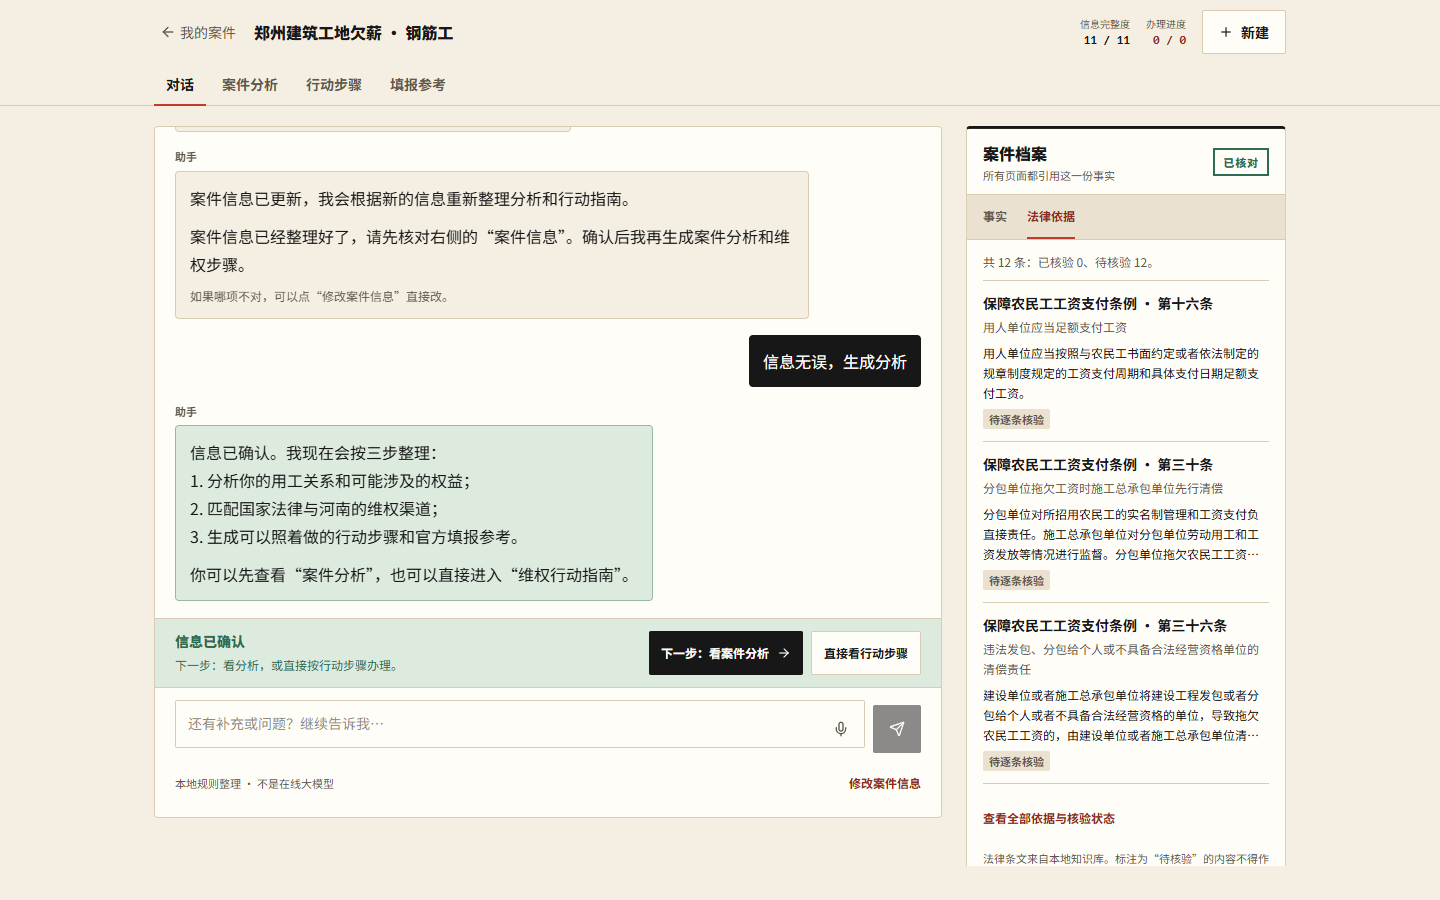 我的案件
郑州建筑工地欠薪 · 钢筋工
信息完整度
11 / 11
办理进度
0 / 0
新建
对话
案件分析
行动步骤
填报参考
助手
案件信息已更新，我会根据新的信息重新整理分析和行动指南。
案件信息已经整理好了，请先核对右侧的“案件信息”。确认后我再生成案件分析和维
权步骤。
如果哪项不对，可以点“修改案件信息”直接改。
信息无误，生成分析
助手
信息已确认。我现在会按三步整理：
1. 分析你的用工关系和可能涉及的权益；
2. 匹配国家法律与河南的维权渠道；
3. 生成可以照着做的行动步骤和官方填报参考。
你可以先查看“案件分析”，也可以直接进入“维权行动指南”。
信息已确认
下一步：看分析，或直接按行动步骤办理。
下一步：看案件分析
直接看行动步骤
还有补充或问题？继续告诉我…
本地规则整理 · 不是在线大模型
修改案件信息
案件档案
所有页面都引用这一份事实
已核对
事实
法律依据
共 12 条：已核验 0、待核验 12。
保障农民工工资支付条例 · 第十六条
用人单位应当足额支付工资
用人单位应当按照与农民工书面约定或者依法制定的
规章制度规定的工资支付周期和具体支付日期足额支
付工资。
待逐条核验
保障农民工工资支付条例 · 第三十条
分包单位拖欠工资时施工总承包单位先行清偿
分包单位对所招用农民工的实名制管理和工资支付负
直接责任。施工总承包单位对分包单位劳动用工和工
资发放等情况进行监督。分包单位拖欠农民工工资…
待逐条核验
保障农民工工资支付条例 · 第三十六条
违法发包、分包给个人或不具备合法经营资格单位的
清偿责任
建设单位或者施工总承包单位将建设工程发包或者分
包给个人或者不具备合法经营资格的单位，导致拖欠
农民工工资的，由建设单位或者施工总承包单位清…
待逐条核验
查看全部依据与核验状态
法律条文来自本地知识库。标注为“待核验”的内容不得作